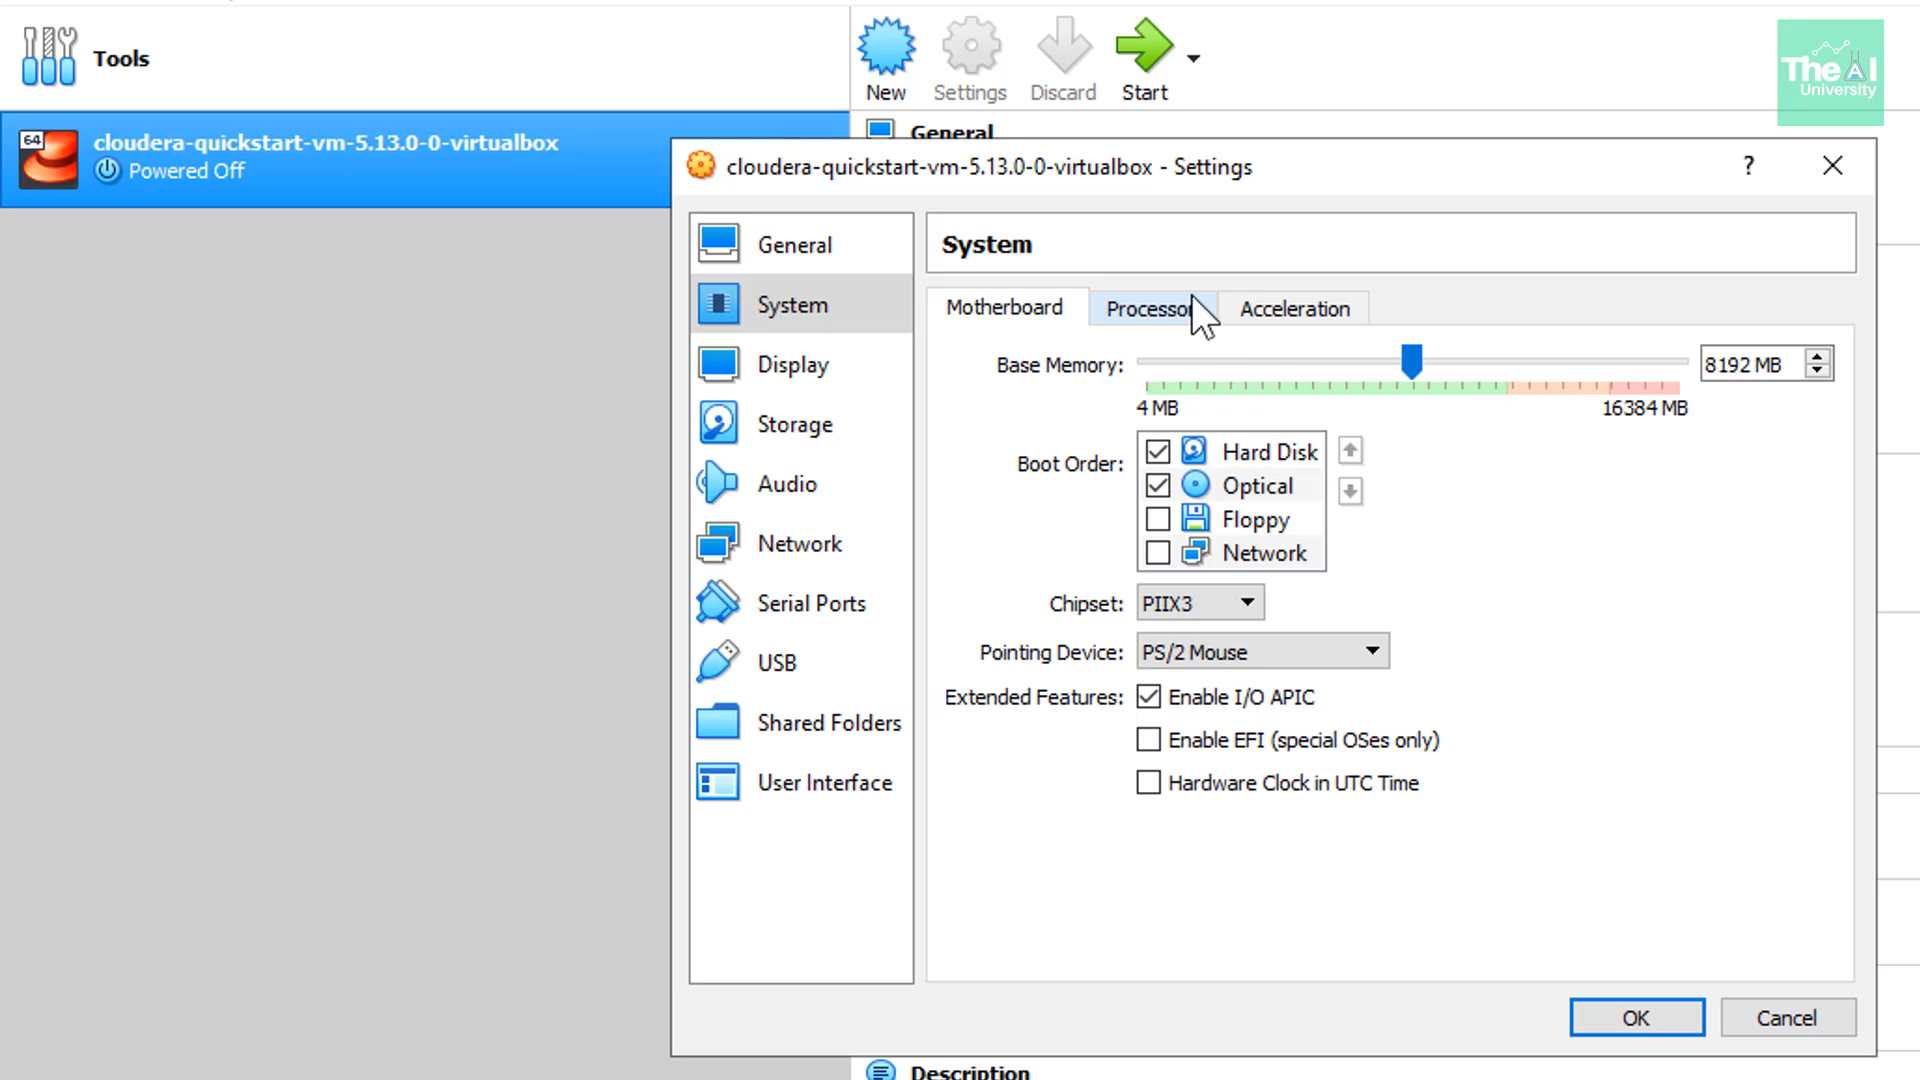 Tools
New
Settings
Discard
Start
The AI
University
64
cloudera-quickstart-vm-5.13.0-0-virtualbox
Powered Off
General
cloudera-quickstart-vm-5.13.0-0-virtualbox - Settings
?
General
System
Display
Storage
Audio
Network
Serial Ports
USB
Shared Folders
User Interface
System
Motherboard
Processor
Acceleration
Base Memory:
8192 MB
4 MB
16384 MB
Boot Order:
Hard Disk
Optical
Floppy
Network
Chipset:
PIIX3
Pointing Device:
PS/2 Mouse
Extended Features:
Enable I/O APIC
Enable EFI (special OSes only)
Hardware Clock in UTC Time
OK
Cancel
Description